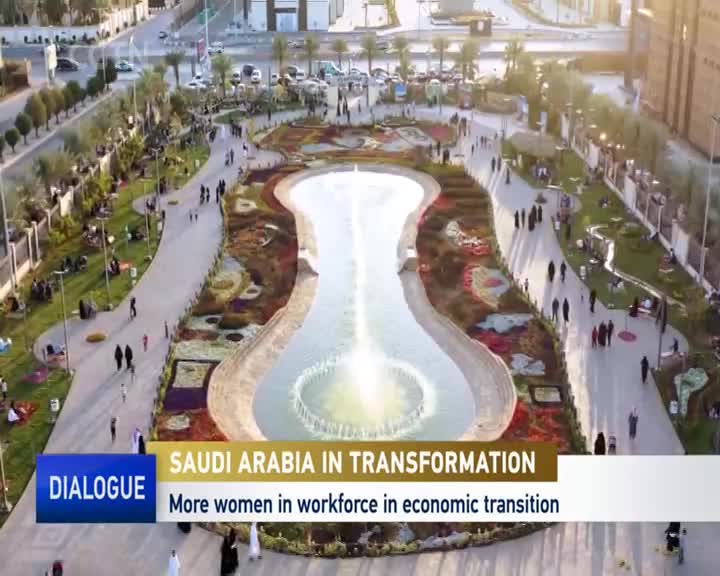 SAUDI ARABIA IN TRANSFORMATION
DIALOGUE
More women in workforce in economic transition